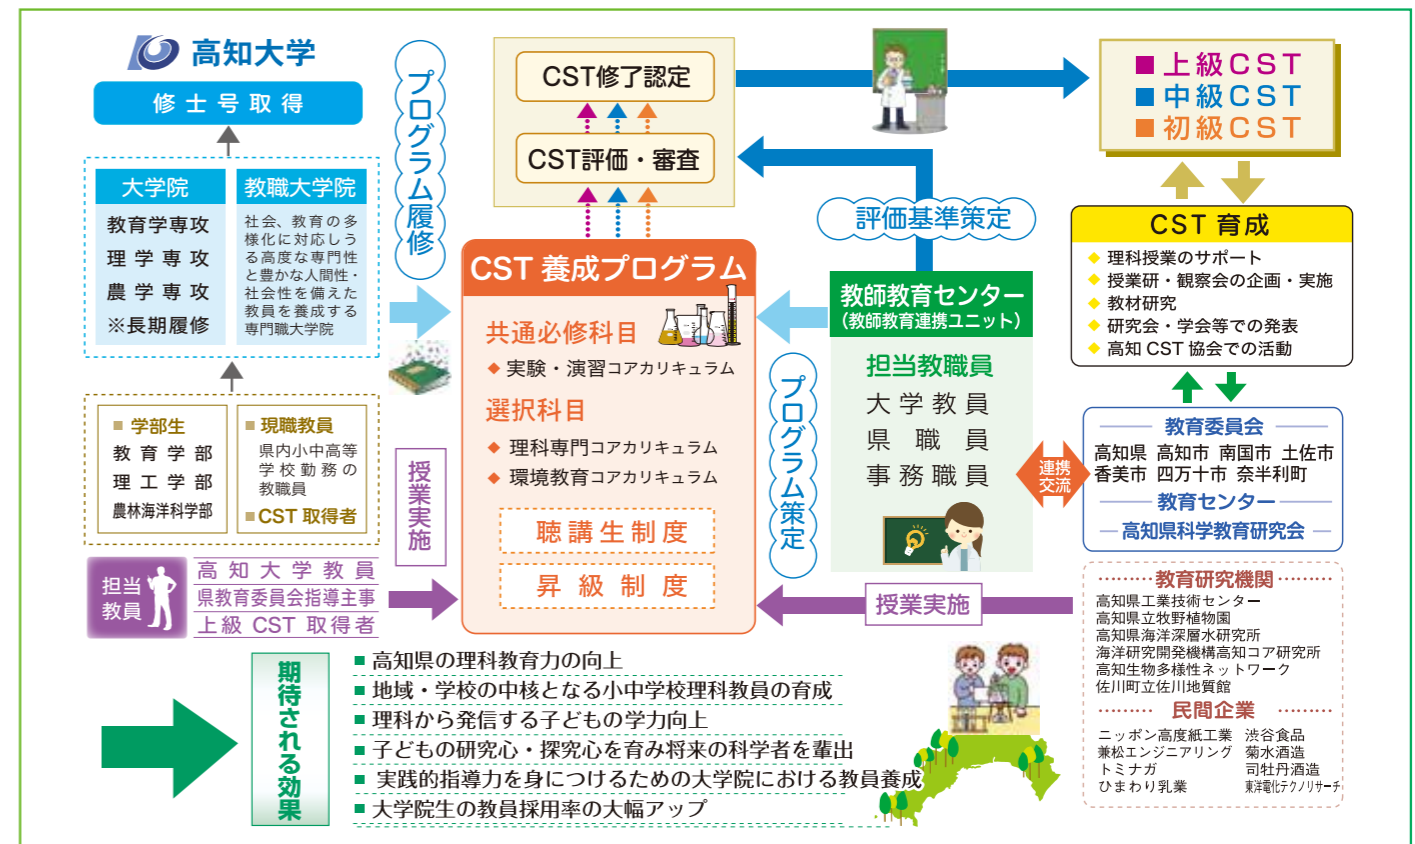 高知大学
修士号取得
大学院
教育学専攻
理学専攻
農学専攻
※長期履修
教職大学院
社会、教育の多
様化に対応しう
る高度な専門性
と豊かな人間性・
社会性を備えた
教員を養成する
専門職大学院
■ 学部生
教育学部
理工学部
農林海洋科学部
■ 現職教員
県内小中高等
学校勤務の
教職員
■CST 取得者
担当
教員
高知大学教員
県教育委員会指導主事
上級 CST 取得者
プログラム履修
授業実施
CST修了認定
CST評価・審査
CST 養成プログラム
共通必修科目
◆ 実験・演習コアカリキュラム
選択科目
◆ 理科専門コアカリキュラム
◆ 環境教育コアカリキュラム
聴講生制度
昇級制度
評価基準策定
プログラム策定
教師教育センター
（教師教育連携ユニット）
担当教職員
大学教員
県職員
事務職員
連携
交流
授業実施
■上級CST
■中級CST
■初級CST
CST 育成
◆ 理科授業のサポート
◆ 授業研・観察会の企画・実施
◆ 教材研究
◆ 研究会・学会等での発表
◆ 高知 CST 協会での活動
教育委員会
高知県 高知市 南国市 土佐市
香美市 四万十市 奈半利町
教育センター
高知県科学教育研究会
教育研究機関
高知県工業技術センター
高知県立牧野植物園
高知県海洋深層水研究所
海洋研究開発機構高知コア研究所
高知生物多様性ネットワーク
佐川町立佐川地質館
民間企業
ニッポン高度紙工業 渋谷食品
兼松エンジニアリング 菊水酒造
トミナガ 司牡丹酒造
ひまわり乳業 東洋電化テクノリサーチ
期待される効果
■ 高知県の理科教育力の向上
■ 地域・学校の中核となる小中学校理科教員の育成
■ 理科から発信する子どもの学力向上
■ 子どもの研究心・探究心を育み将来の科学者を輩出
■ 実践的指導力を身につけるための大学院における教員養成
■ 大学院生の教員採用率の大幅アップ